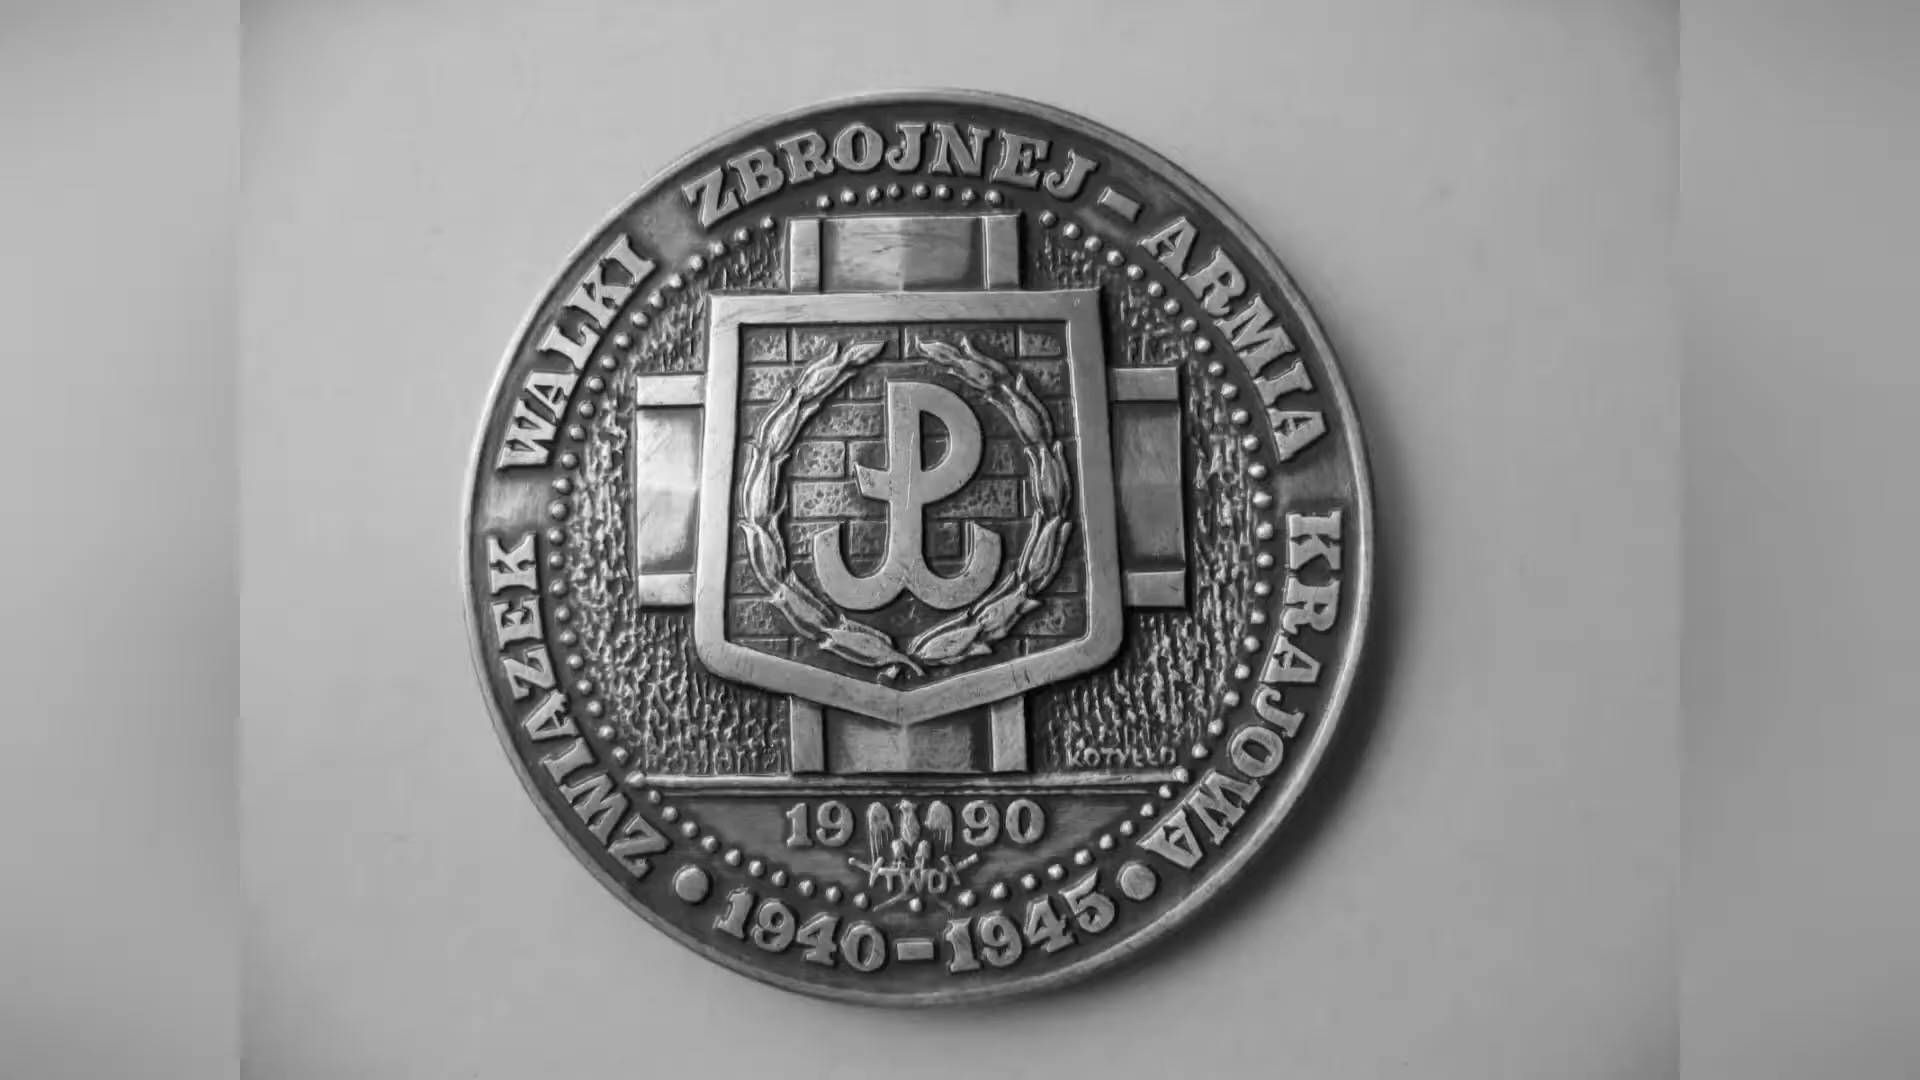 ZWIAZEK WALKI ZBROJNEJ - ARMIA KRAJOWA
KOTYŁŁO
19 90
TWO
• 1940-1945 •